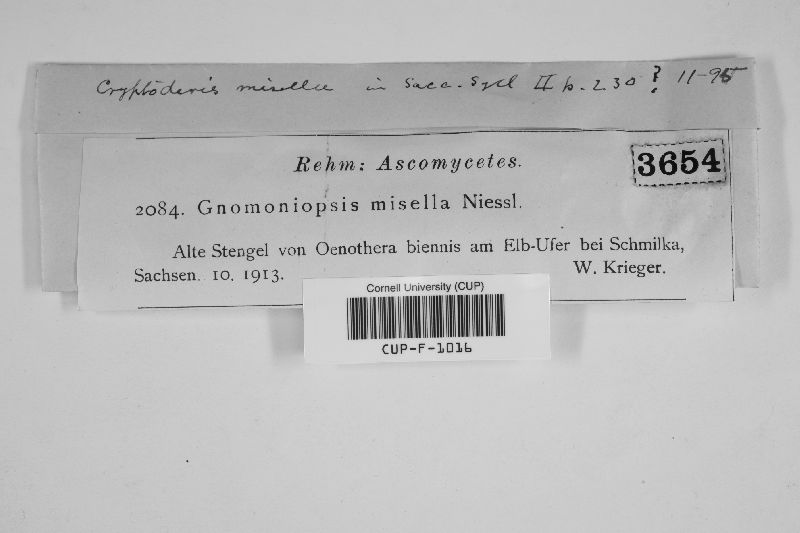 Cryptoderis misella in Sacc. Syll II p. 230 ? 11-95
Rehm: Ascomycetes.
3654
2084. Gnomoniopsis misella Niessl.
Alte Stengel von Oenothera biennis am Elb-Ufer bei Schmilka,
Sachsen. 10. 1913. W. Krieger.
Cornell University (CUP)
CUP-F-1016